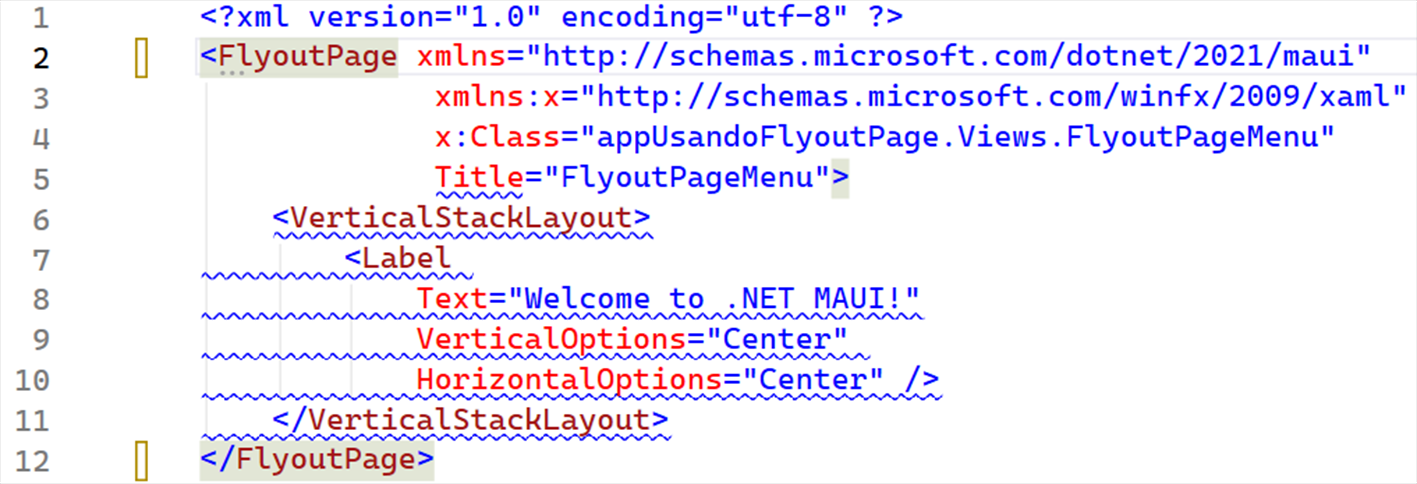 1 <?xml version="1.0" encoding="utf-8" ?>
2 <FlyoutPage xmlns="http://schemas.microsoft.com/dotnet/2021/maui"
3 xmlns:x="http://schemas.microsoft.com/winfx/2009/xaml"
4 x:Class="appUsandoFlyoutPage.Views.FlyoutPageMenu"
5 Title="FlyoutPageMenu">
6 <VerticalStackLayout>
7 <Label
8 Text="Welcome to .NET MAUI!"
9 VerticalOptions="Center"
10 HorizontalOptions="Center" />
11 </VerticalStackLayout>
12 </FlyoutPage>